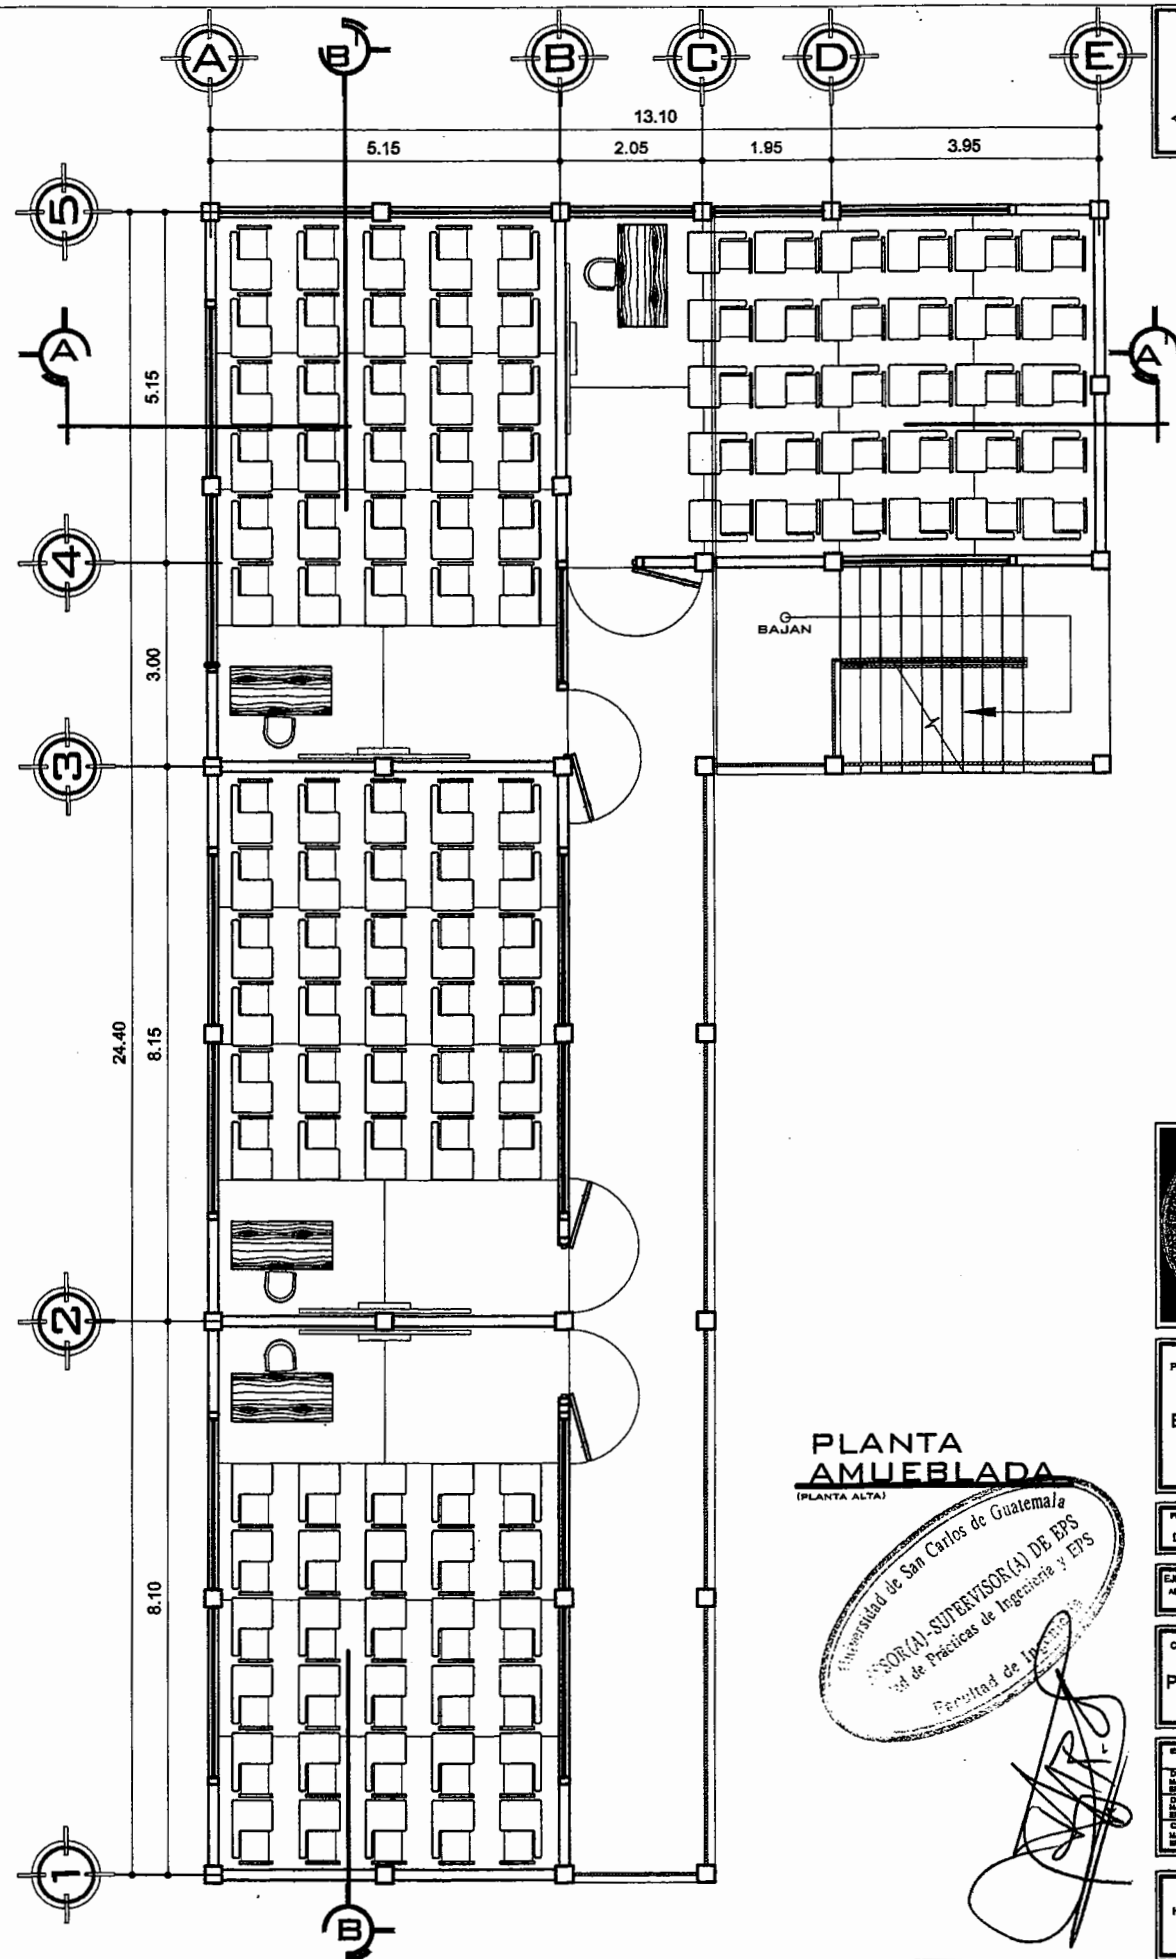 A
B'
B
C
D
E
13.10
5.15
2.05
1.95
3.95
5
A
5.15
A
4
BAJAN
3.00
3
24.40
8.15
2
PLANTA
AMUEBLADA
(PLANTA ALTA)
Universidad de San Carlos de Guatemala
SOR(A)-SUPERVISOR(A) DE EPS
de Prácticas de Ingeniería y EPS
Facultad de Ingeniería
8.10
1
B